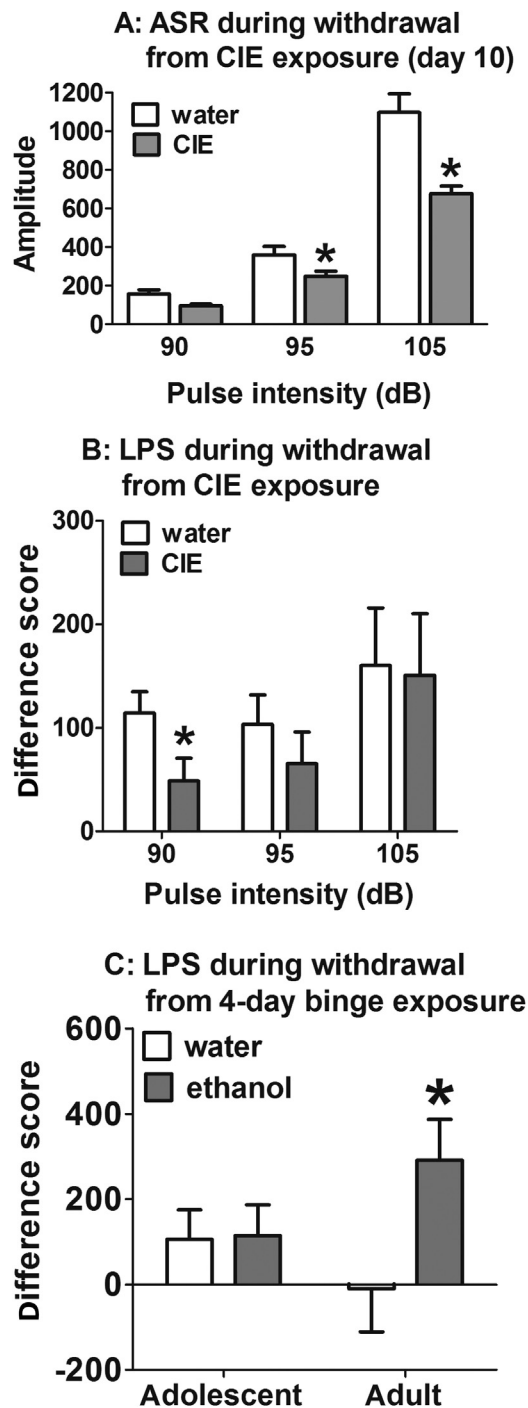 A: ASR during withdrawal
from CIE exposure (day 10)
1200
1000
800
600
400
200
0
Amplitude
water
CIE
*
*
90
95
105
Pulse intensity (dB)
B: LPS during withdrawal
from CIE exposure
300
200
100
0
Difference score
water
CIE
*
90
95
105
Pulse intensity (dB)
C: LPS during withdrawal
from 4-day binge exposure
600
400
200
0
-200
Difference score
water
ethanol
*
Adolescent
Adult